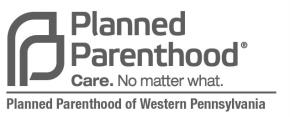 Planned
Parenthood®
Care. No matter what.
Planned Parenthood of Western Pennsylvania